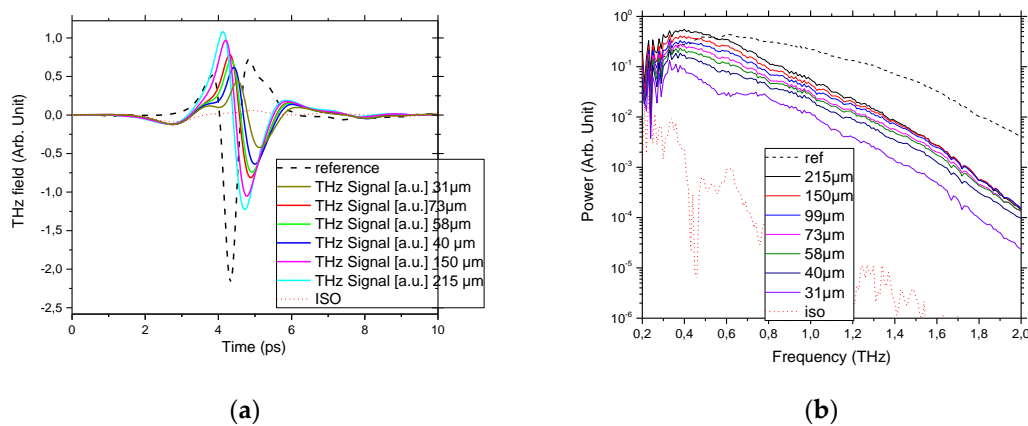 1,0
0,5
0,0
-0,5
-1,0
-1,5
-2,0
-2,5
THz field (Arb. Unit)
reference
THz Signal [a.u.] 31µm
THz Signal [a.u.]73µm
THz Signal [a.u.] 58µm
THz Signal [a.u.] 40 µm
THz Signal [a.u.] 150 µm
THz Signal [a.u.] 215 µm
ISO
0 2 4 6 8 10
Time (ps)
(a)
10⁰
10⁻¹
10⁻²
10⁻³
10⁻⁴
10⁻⁵
10⁻⁶
Power (Arb. Unit)
ref
215µm
150µm
99µm
73µm
58µm
40µm
31µm
iso
0,2 0,4 0,6 0,8 1,0 1,2 1,4 1,6 1,8 2,0
Frequency (THz)
(b)